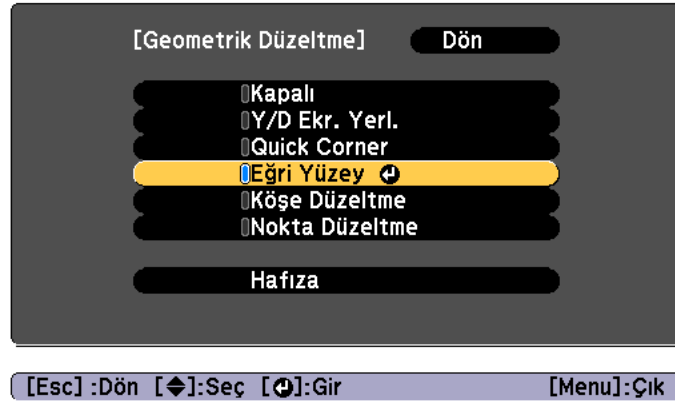 [Geometrik Düzeltme] Dön
Kapalı
Y/D Ekr. Yerl.
Quick Corner
Eğri Yüzey
Köşe Düzeltme
Nokta Düzeltme
Hafıza
[Esc] :Dön [◆]:Seç [↵]:Gir [Menu]:Çık